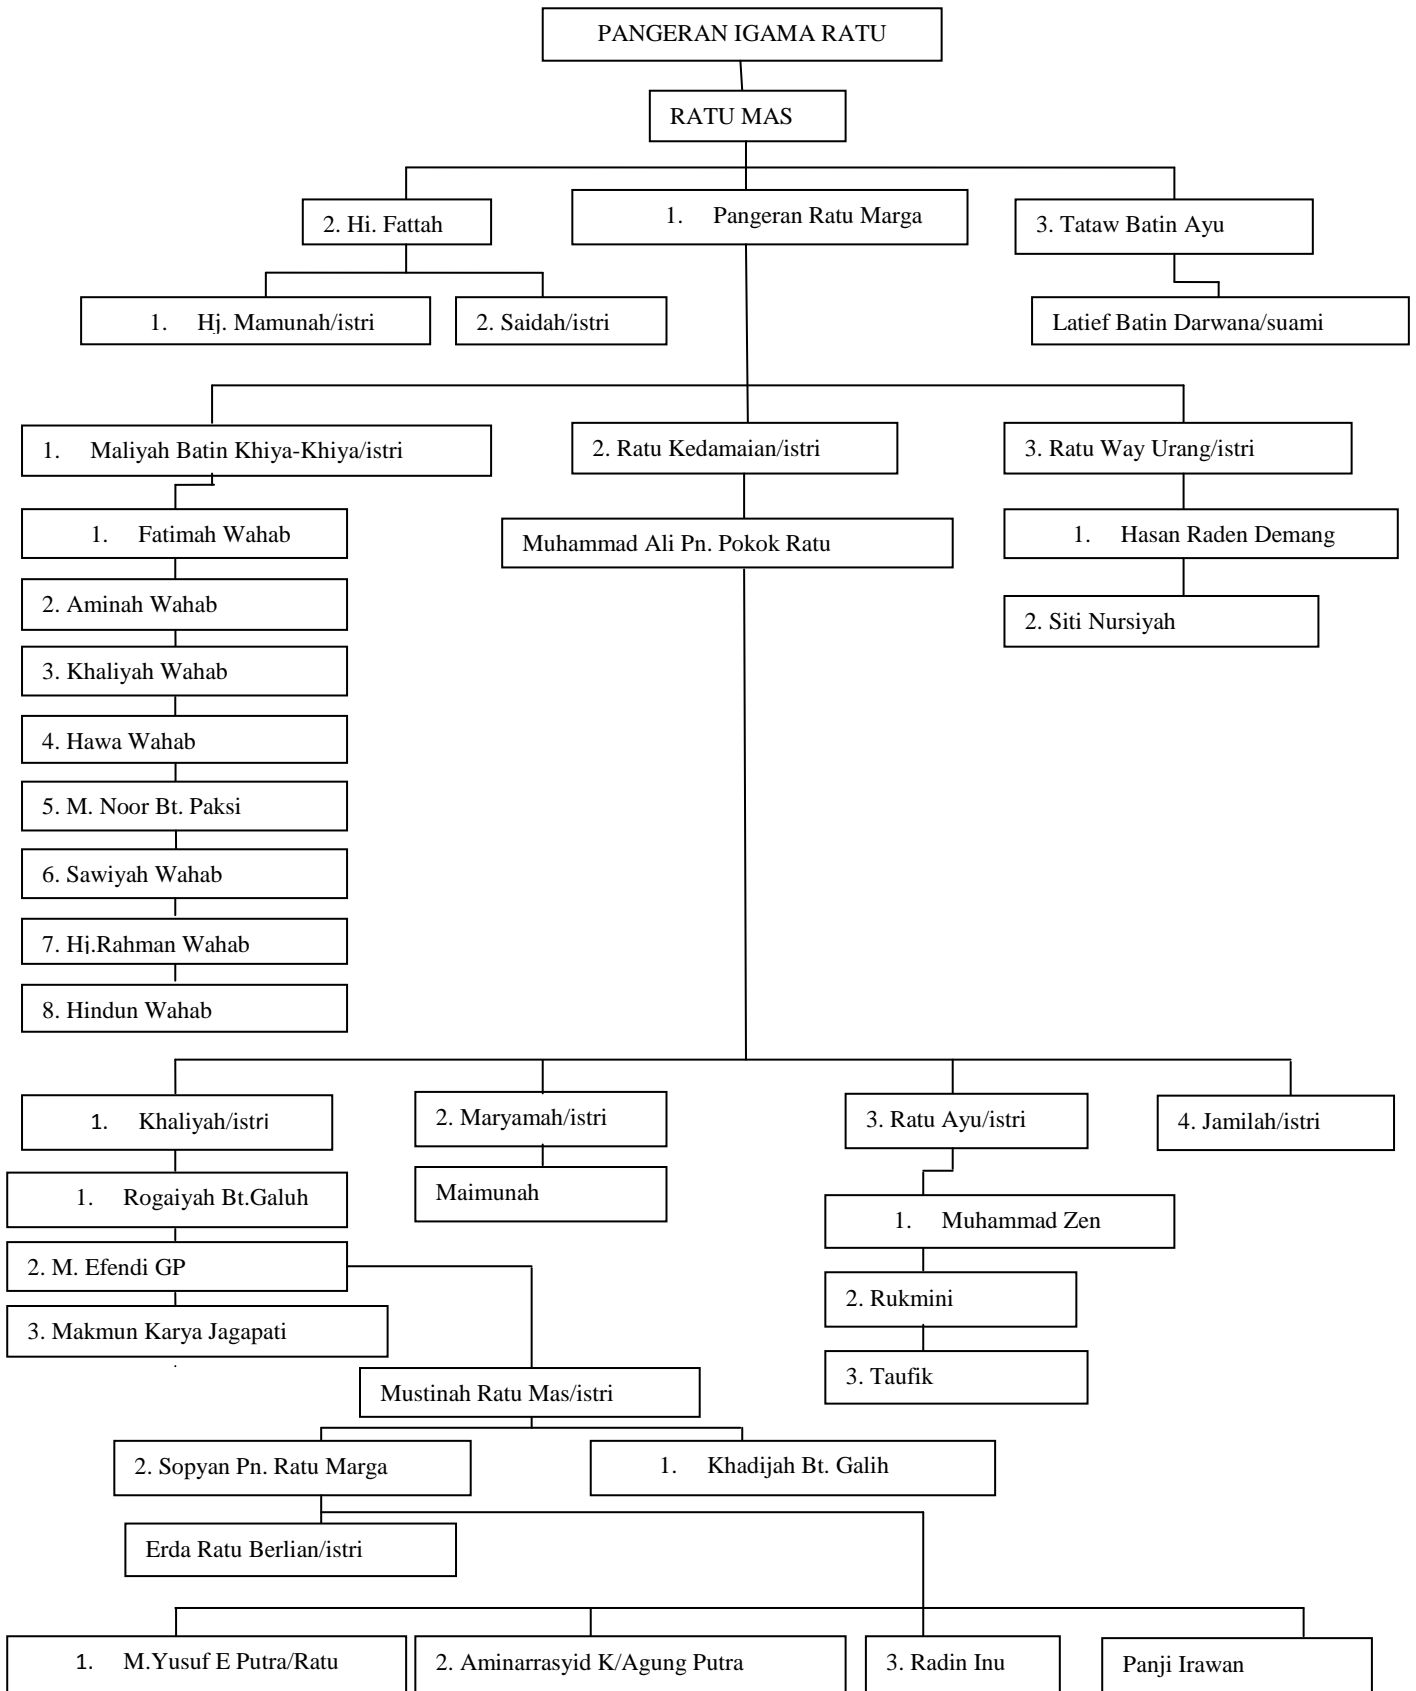 PANGERAN IGAMA RATU
RATU MAS
2. Hi. Fattah
1. Pangeran Ratu Marga
3. Tataw Batin Ayu
1. Hj. Mamunah/istri
2. Saidah/istri
Latief Batin Darwana/suami
1. Maliyah Batin Khiya-Khiya/istri
2. Ratu Kedamaian/istri
3. Ratu Way Urang/istri
1. Fatimah Wahab
Muhammad Ali Pn. Pokok Ratu
1. Hasan Raden Demang
2. Aminah Wahab
2. Siti Nursiyah
3. Khaliyah Wahab
4. Hawa Wahab
5. M. Noor Bt. Paksi
6. Sawiyah Wahab
7. Hj.Rahman Wahab
8. Hindun Wahab
1. Khaliyah/istri
2. Maryamah/istri
3. Ratu Ayu/istri
4. Jamilah/istri
1. Rogaiyah Bt.Galuh
Maimunah
1. Muhammad Zen
2. M. Efendi GP
2. Rukmini
3. Makmun Karya Jagapati
3. Taufik
Mustinah Ratu Mas/istri
2. Sopyan Pn. Ratu Marga
1. Khadijah Bt. Galih
Erda Ratu Berlian/istri
1. M.Yusuf E Putra/Ratu
2. Aminarrasyid K/Agung Putra
3. Radin Inu
Panji Irawan